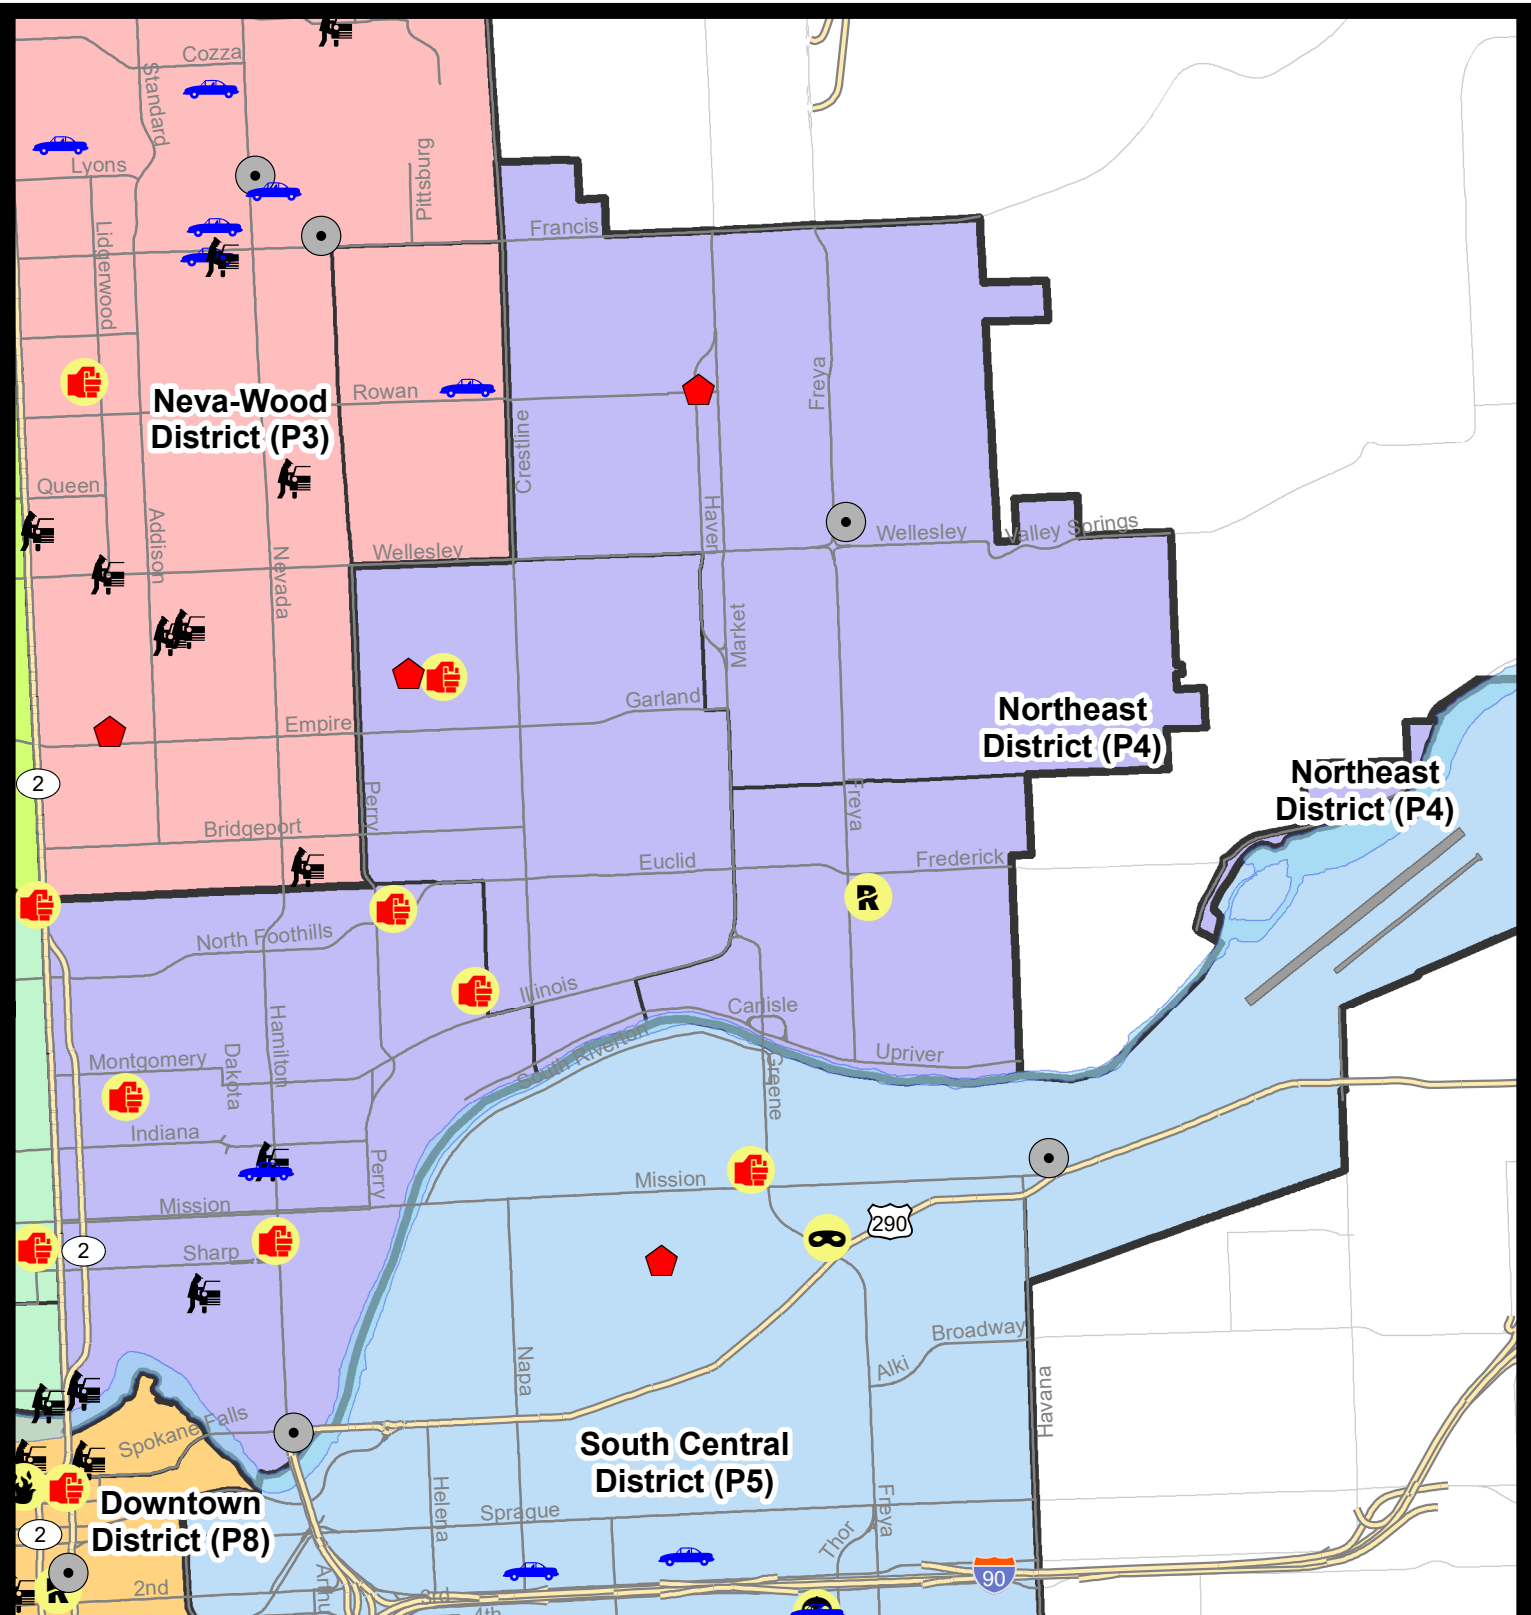 Cozza
Standard
Lyons
Pittsburg
Lidgerwood
Francis
Neva-Wood
District (P3)
Rowan
Freya
Crestline
Queen
Addison
Nevada
Haven
Wellesley
Wellesley
Valley Springs
Market
Garland
Empire
Northeast
District (P4)
Northeast
District (P4)
2
Perry
Bridgeport
Freya
Euclid
Frederick
R
North Foothills
Illinois
Hamilton
Carlisle
Montgomery
Dakota
South Riverton
Upriver
Greene
Indiana
Perry
Mission
Mission
290
2
Sharp
Broadway
Alki
Napa
Havana
Spokane Falls
South Central
District (P5)
Helena
Sprague
Freya
Thor
Downtown
District (P8)
2
2nd
3rd
4th
90
R